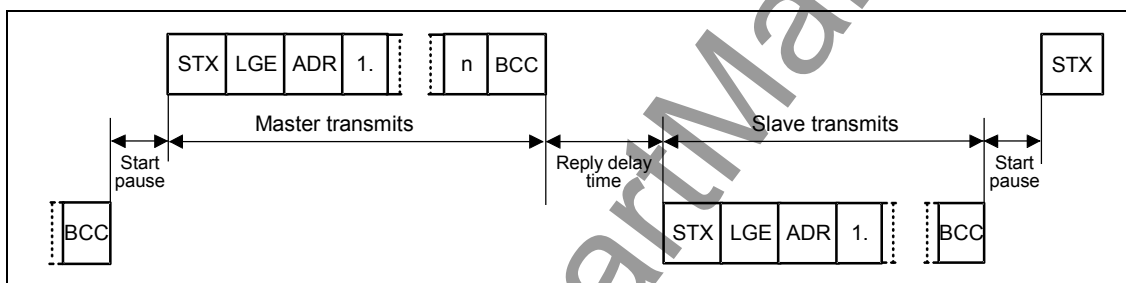 STX LGE ADR 1. n BCC
STX
Master transmits
Slave transmits
Start
pause
Reply delay
time
Start
pause
BCC
STX LGE ADR 1. BCC